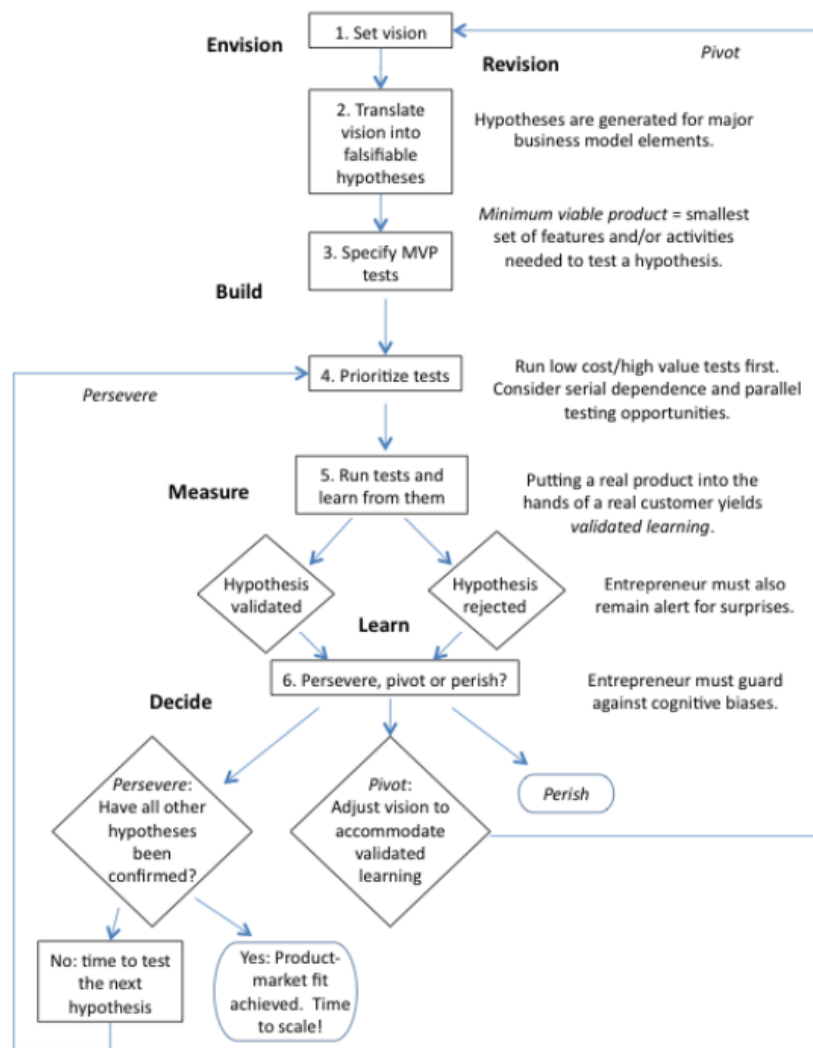 1. Set vision
Envision
Revision
Pivot
2. Translate
vision into
falsifiable
hypotheses
Hypotheses are generated for major
business model elements.
Minimum viable product = smallest
set of features and/or activities
needed to test a hypothesis.
3. Specify MVP
tests
Build
4. Prioritize tests
Persevere
Run low cost/high value tests first.
Consider serial dependence and parallel
testing opportunities.
5. Run tests and
learn from them
Measure
Putting a real product into the
hands of a real customer yields
validated learning.
Hypothesis
validated
Hypothesis
rejected
Entrepreneur must also
remain alert for surprises.
Learn
6. Persevere, pivot or perish?
Entrepreneur must guard
against cognitive biases.
Decide
Persevere:
Have all other
hypotheses
been
confirmed?
Pivot:
Adjust vision to
accommodate
validated
learning
Perish
No: time to test
the next
hypothesis
Yes: Product-
market fit
achieved. Time
to scale!